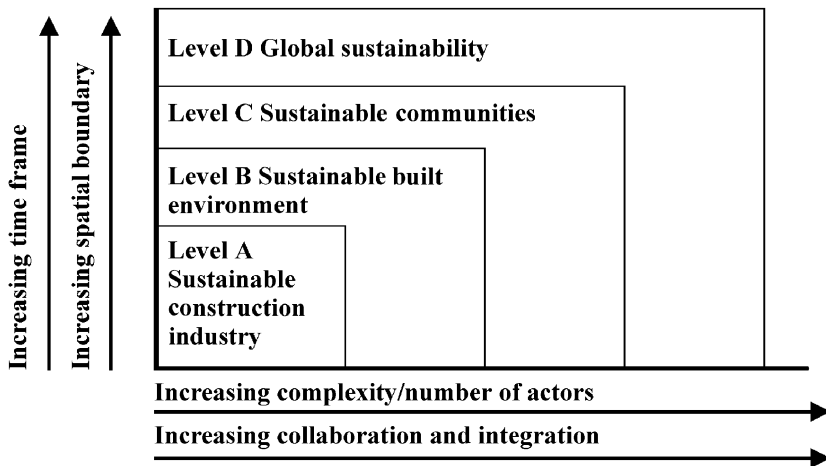 Increasing time frame
Increasing spatial boundary
Level D Global sustainability
Level C Sustainable communities
Level B Sustainable built
environment
Level A
Sustainable
construction
industry
Increasing complexity/number of actors
Increasing collaboration and integration